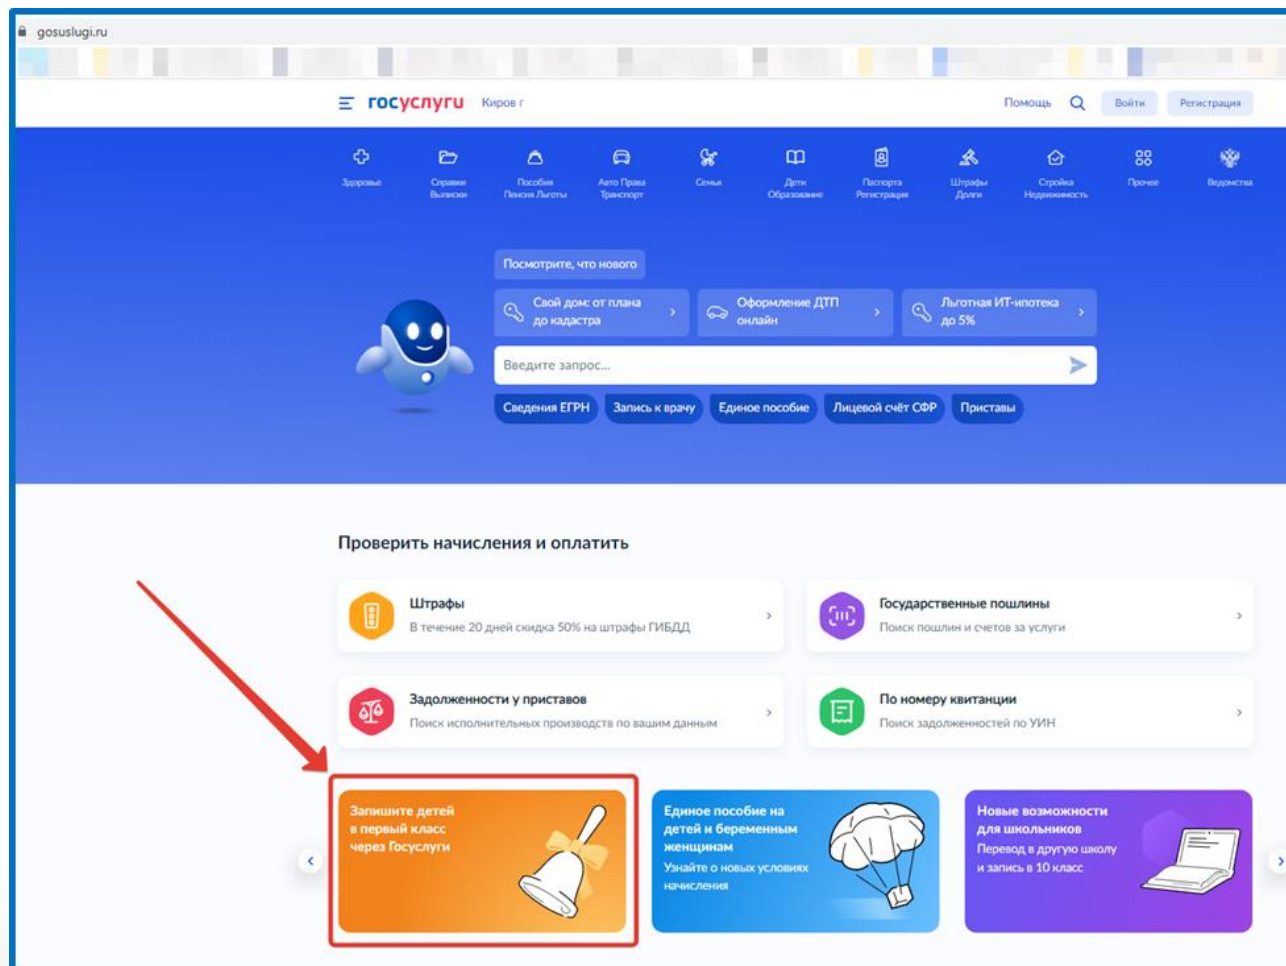 gosuslugi.ru
госуслуги Киров г Помощь Войти Регистрация
Здоровье
Справки
Выписки
Пособия
Пенсия Льготы
Авто Права
Транспорт
Семья
Дети
Образование
Паспорта
Регистрация
Штрафы
Долги
Стройка
Недвижимость
Прочее
Ведомства
Посмотрите, что нового
Свой дом: от плана
до кадастра
Оформление ДТП
онлайн
Льготная ИТ-ипотека
до 5%
Введите запрос...
Сведения ЕГРН Запись к врачу Единое пособие Лицевой счёт СФР Приставы
Проверить начисления и оплатить
Штрафы
В течение 20 дней скидка 50% на штрафы ГИБДД
Государственные пошлины
Поиск пошлин и счетов за услуги
Задолженности у приставов
Поиск исполнительных производств по вашим данным
По номеру квитанции
Поиск задолженностей по УИН
Запишите детей
в первый класс
через Госуслуги
Единое пособие на
детей и беременным
женщинам
Узнайте о новых условиях
начисления
Новые возможности
для школьников
Перевод в другую школу
и запись в 10 класс